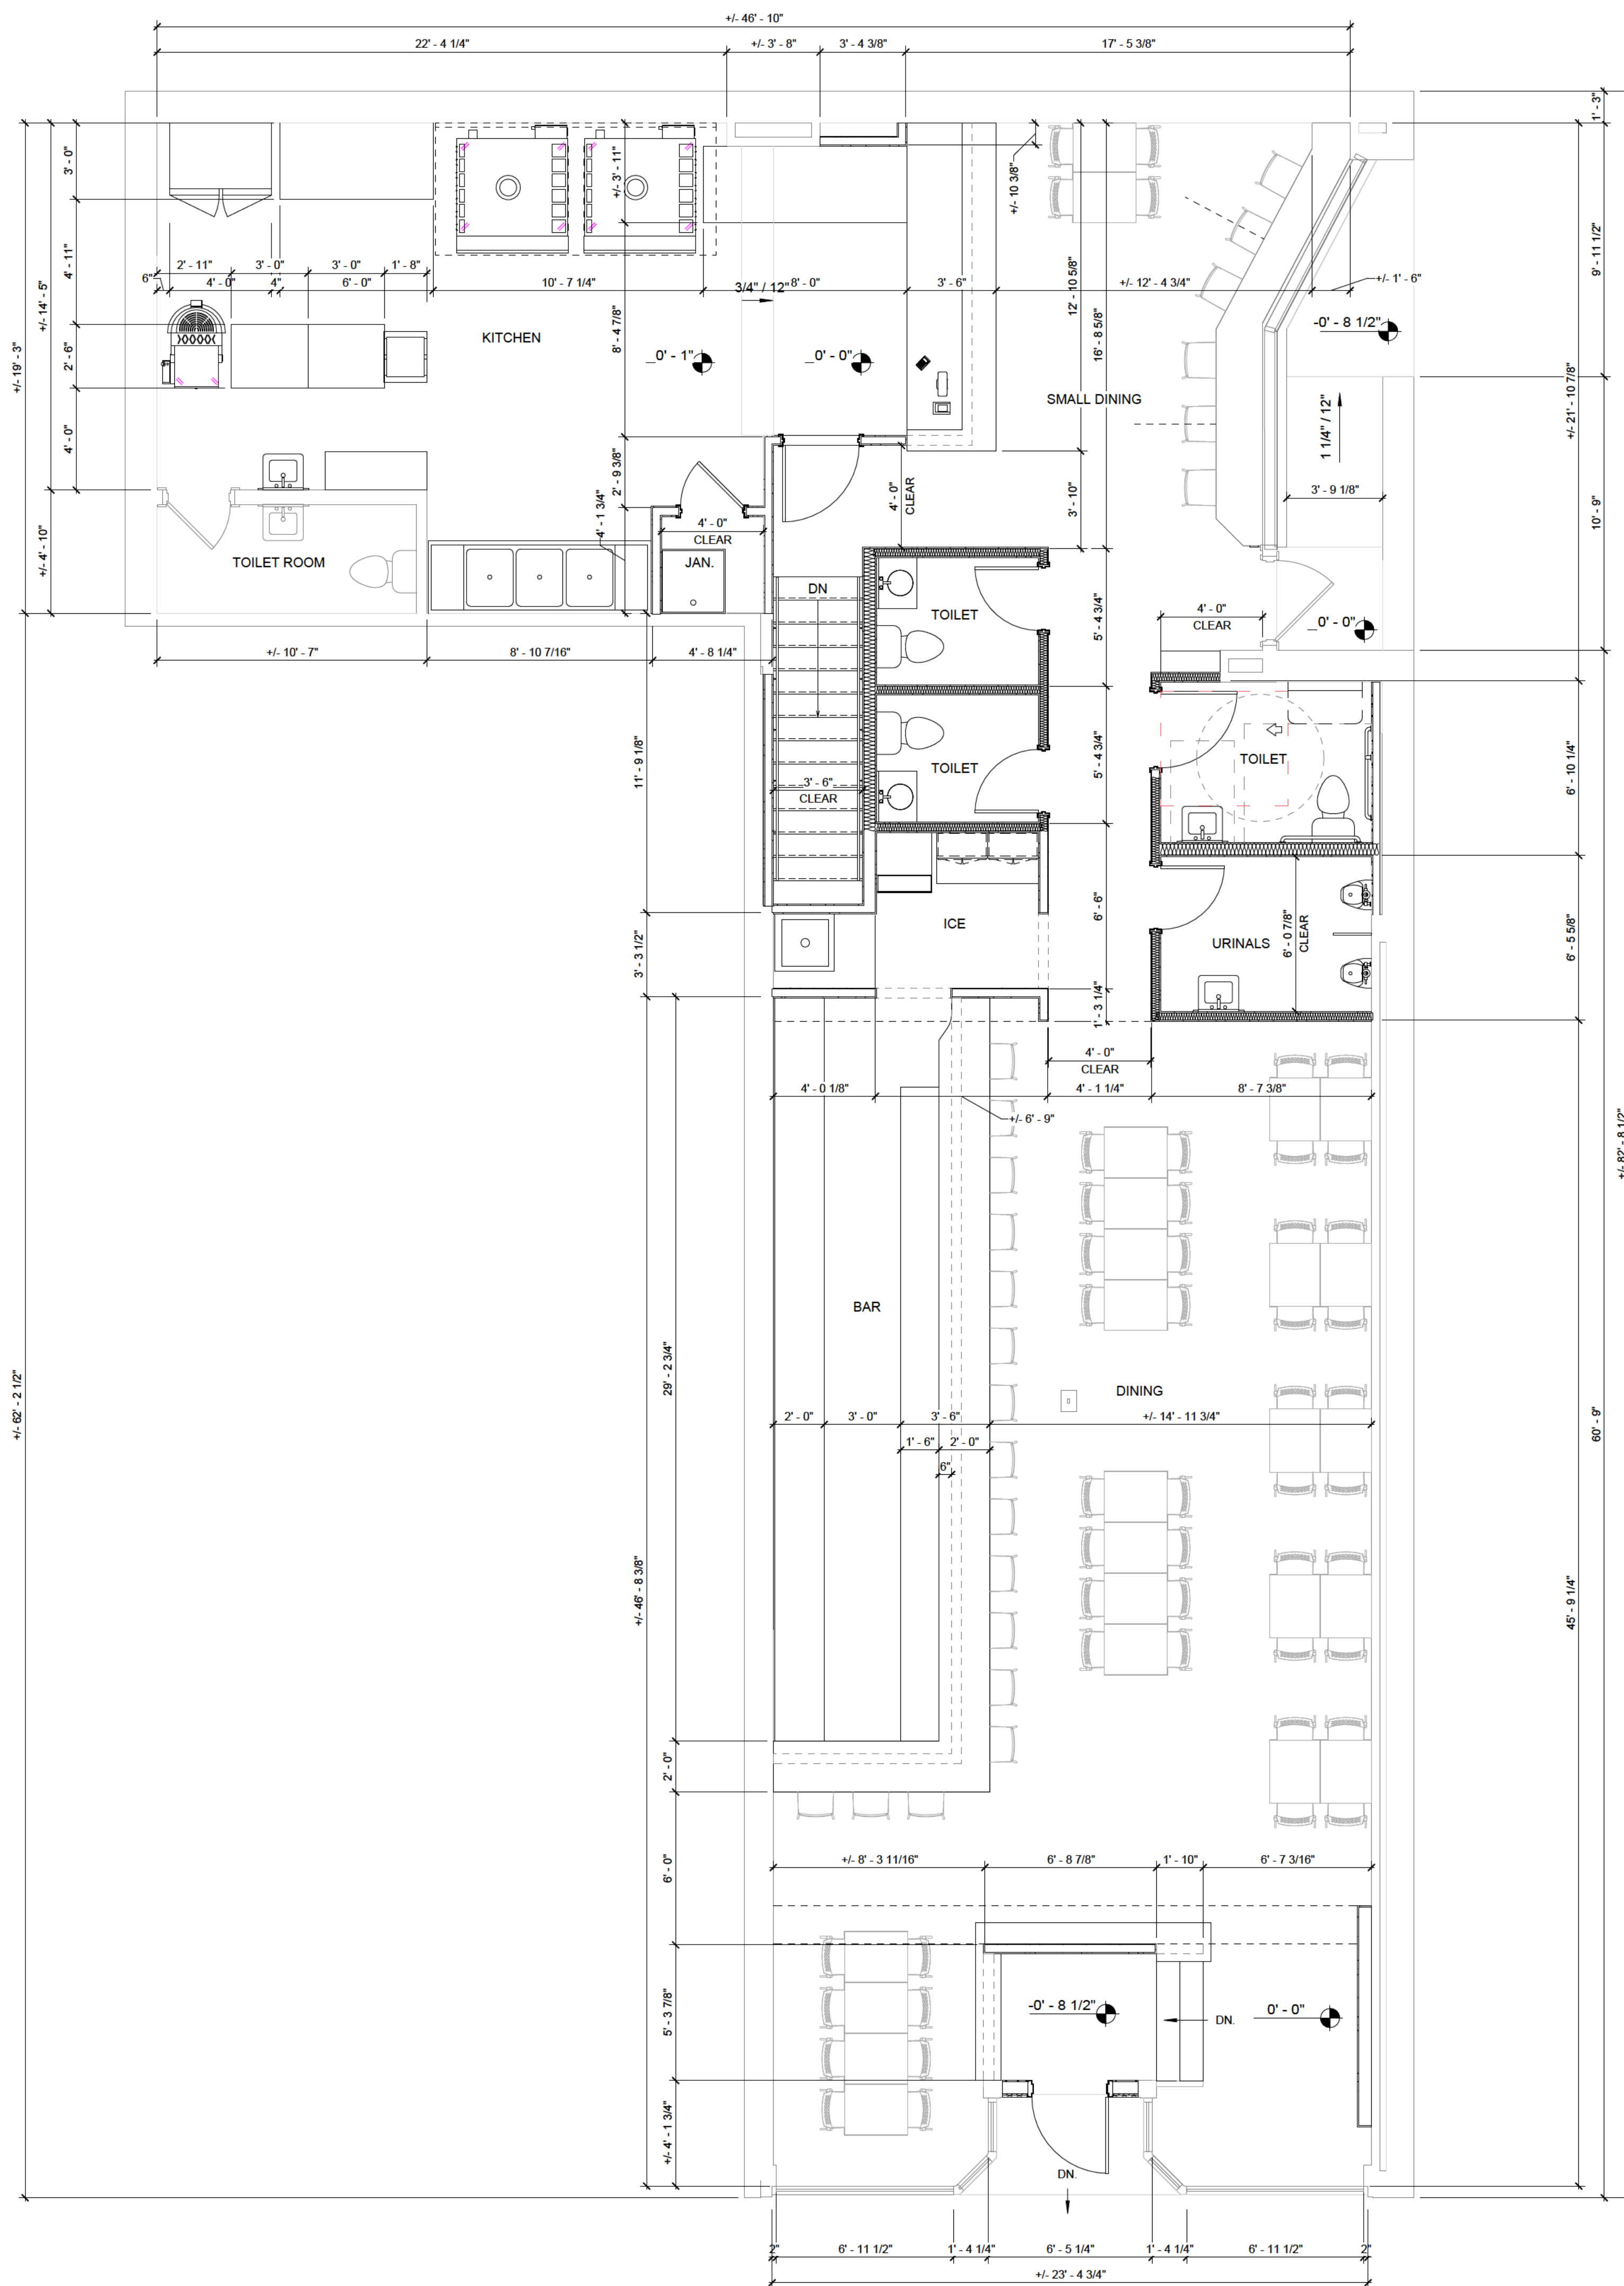 +/- 46' - 10"
22' - 4 1/4"
+/- 3' - 8"
3' - 4 3/8"
17' - 5 3/8"
1' - 3"
3' - 0"
+/- 3' - 11"
+/- 10 3/8"
9' - 11 1/2"
4' - 11"
+/- 14' - 5"
2' - 11"
3' - 0"
3' - 0"
1' - 8"
6"
4' - 0"
4"
6' - 0"
10' - 7 1/4"
3/4" / 12"
8' - 0"
3' - 6"
12' - 10 5/8"
+/- 12' - 4 3/4"
+/- 1' - 6"
KITCHEN
8' - 4 7/8"
16' - 8 5/8"
-0' - 8 1/2"
+/- 19' - 3"
2' - 6"
_0' - 1"
_0' - 0"
SMALL DINING
1 1/4" / 12"
+/- 21' - 10 7/8"
4' - 0"
2' - 9 3/8"
4' - 0"
CLEAR
3' - 10"
3' - 9 1/8"
10' - 9"
4' - 1 3/4"
4' - 0"
CLEAR
+/- 4' - 10"
TOILET ROOM
JAN.
DN
TOILET
5' - 4 3/4"
4' - 0"
CLEAR
_0' - 0"
+/- 10' - 7"
8' - 10 7/16"
4' - 8 1/4"
11' - 9 1/8"
TOILET
5' - 4 3/4"
TOILET
6' - 10 1/4"
3' - 6"
CLEAR
ICE
6' - 6"
URINALS
6' - 0 7/8"
CLEAR
6' - 5 5/8"
3' - 3 1/2"
1' - 3 1/4"
4' - 0"
CLEAR
4' - 0 1/8"
4' - 1 1/4"
8' - 7 3/8"
+/- 6' - 9"
+/- 82' - 8 1/2"
BAR
29' - 2 3/4"
DINING
+/- 62' - 2 1/2"
2' - 0"
3' - 0"
3' - 6"
+/- 14' - 11 3/4"
60' - 9"
1' - 6"
2' - 0"
6"
+/- 46' - 8 3/8"
45' - 9 1/4"
2' - 0"
6' - 0"
+/- 8' - 3 11/16"
6' - 8 7/8"
1' - 10"
6' - 7 3/16"
5' - 3 7/8"
-0' - 8 1/2"
DN.
0' - 0"
+/- 4' - 1 3/4"
DN.
2"
6' - 11 1/2"
1' - 4 1/4"
6' - 5 1/4"
1' - 4 1/4"
6' - 11 1/2"
2"
+/- 23' - 4 3/4"